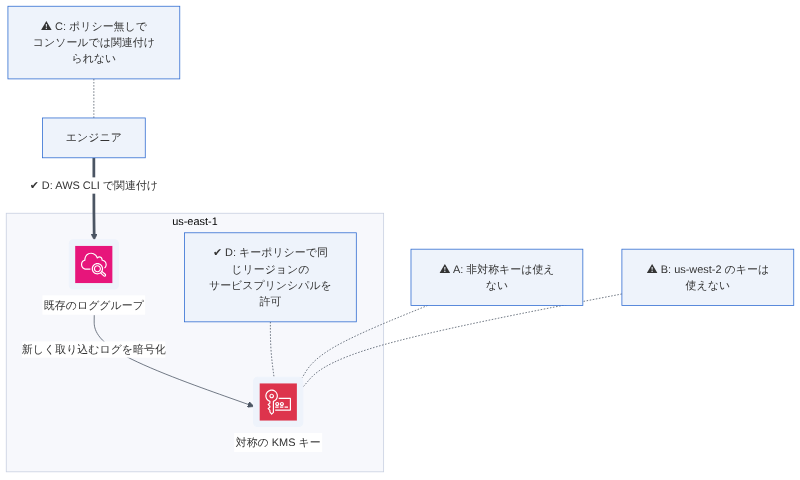 ⚠ C: ポリシー無しで
コンソールでは関連付け
られない
エンジニア
✔ D: AWS CLI で関連付け
us-east-1
✔ D: キーポリシーで同
じリージョンの
サービスプリンシパルを
許可
⚠ A: 非対称キーは使え
ない
⚠ B: us-west-2 のキーは
使えない
既存のロググループ
新しく取り込むログを暗号化
対称の KMS キー